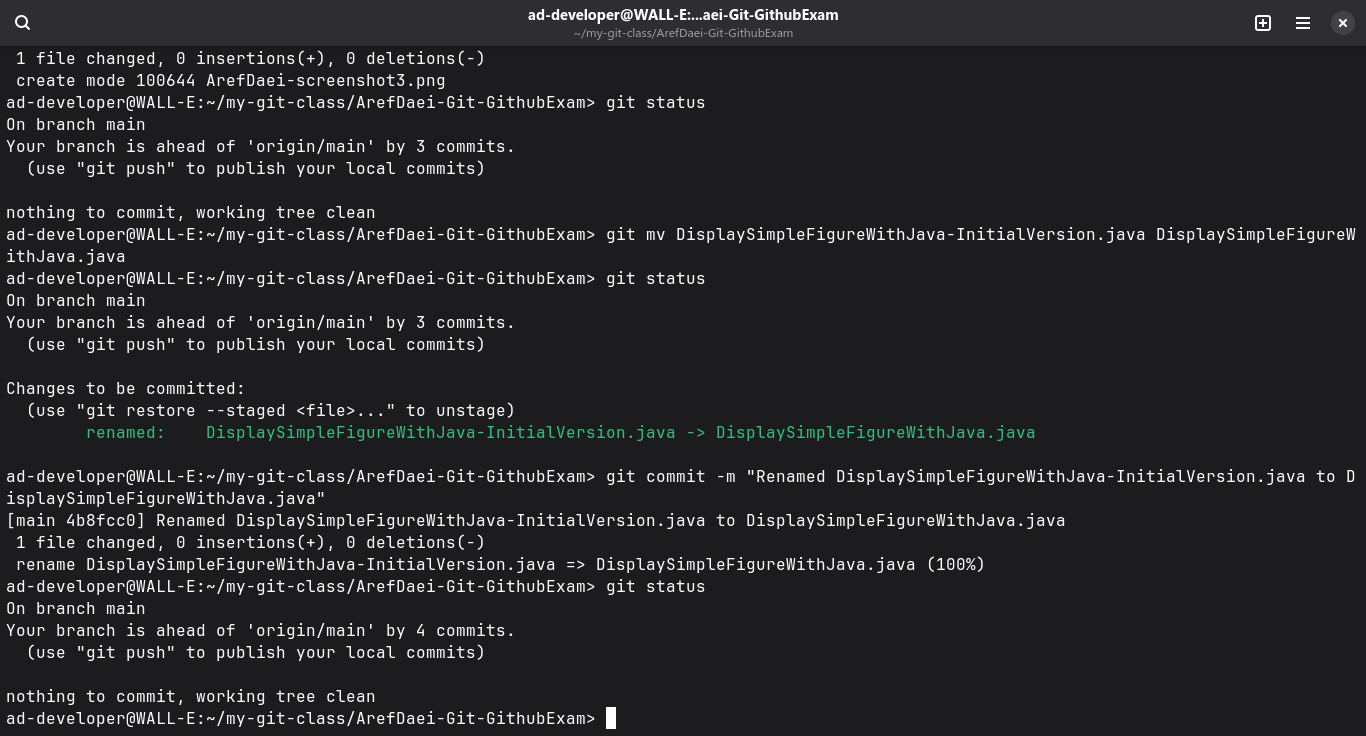 ad-developer@WALL-E:...aei-Git-GithubExam
~/my-git-class/ArefDaei-Git-GithubExam
1 file changed, 0 insertions(+), 0 deletions(-)
create mode 100644 ArefDaei-screenshot3.png
ad-developer@WALL-E:~/my-git-class/ArefDaei-Git-GithubExam> git status
On branch main
Your branch is ahead of 'origin/main' by 3 commits.
(use "git push" to publish your local commits)
nothing to commit, working tree clean
ad-developer@WALL-E:~/my-git-class/ArefDaei-Git-GithubExam> git mv DisplaySimpleFigureWithJava-InitialVersion.java DisplaySimpleFigureW
ithJava.java
ad-developer@WALL-E:~/my-git-class/ArefDaei-Git-GithubExam> git status
On branch main
Your branch is ahead of 'origin/main' by 3 commits.
(use "git push" to publish your local commits)
Changes to be committed:
(use "git restore --staged <file>..." to unstage)
renamed:    DisplaySimpleFigureWithJava-InitialVersion.java -> DisplaySimpleFigureWithJava.java
ad-developer@WALL-E:~/my-git-class/ArefDaei-Git-GithubExam> git commit -m "Renamed DisplaySimpleFigureWithJava-InitialVersion.java to D
isplaySimpleFigureWithJava.java"
[main 4b8fcc0] Renamed DisplaySimpleFigureWithJava-InitialVersion.java to DisplaySimpleFigureWithJava.java
1 file changed, 0 insertions(+), 0 deletions(-)
rename DisplaySimpleFigureWithJava-InitialVersion.java => DisplaySimpleFigureWithJava.java (100%)
ad-developer@WALL-E:~/my-git-class/ArefDaei-Git-GithubExam> git status
On branch main
Your branch is ahead of 'origin/main' by 4 commits.
(use "git push" to publish your local commits)
nothing to commit, working tree clean
ad-developer@WALL-E:~/my-git-class/ArefDaei-Git-GithubExam>